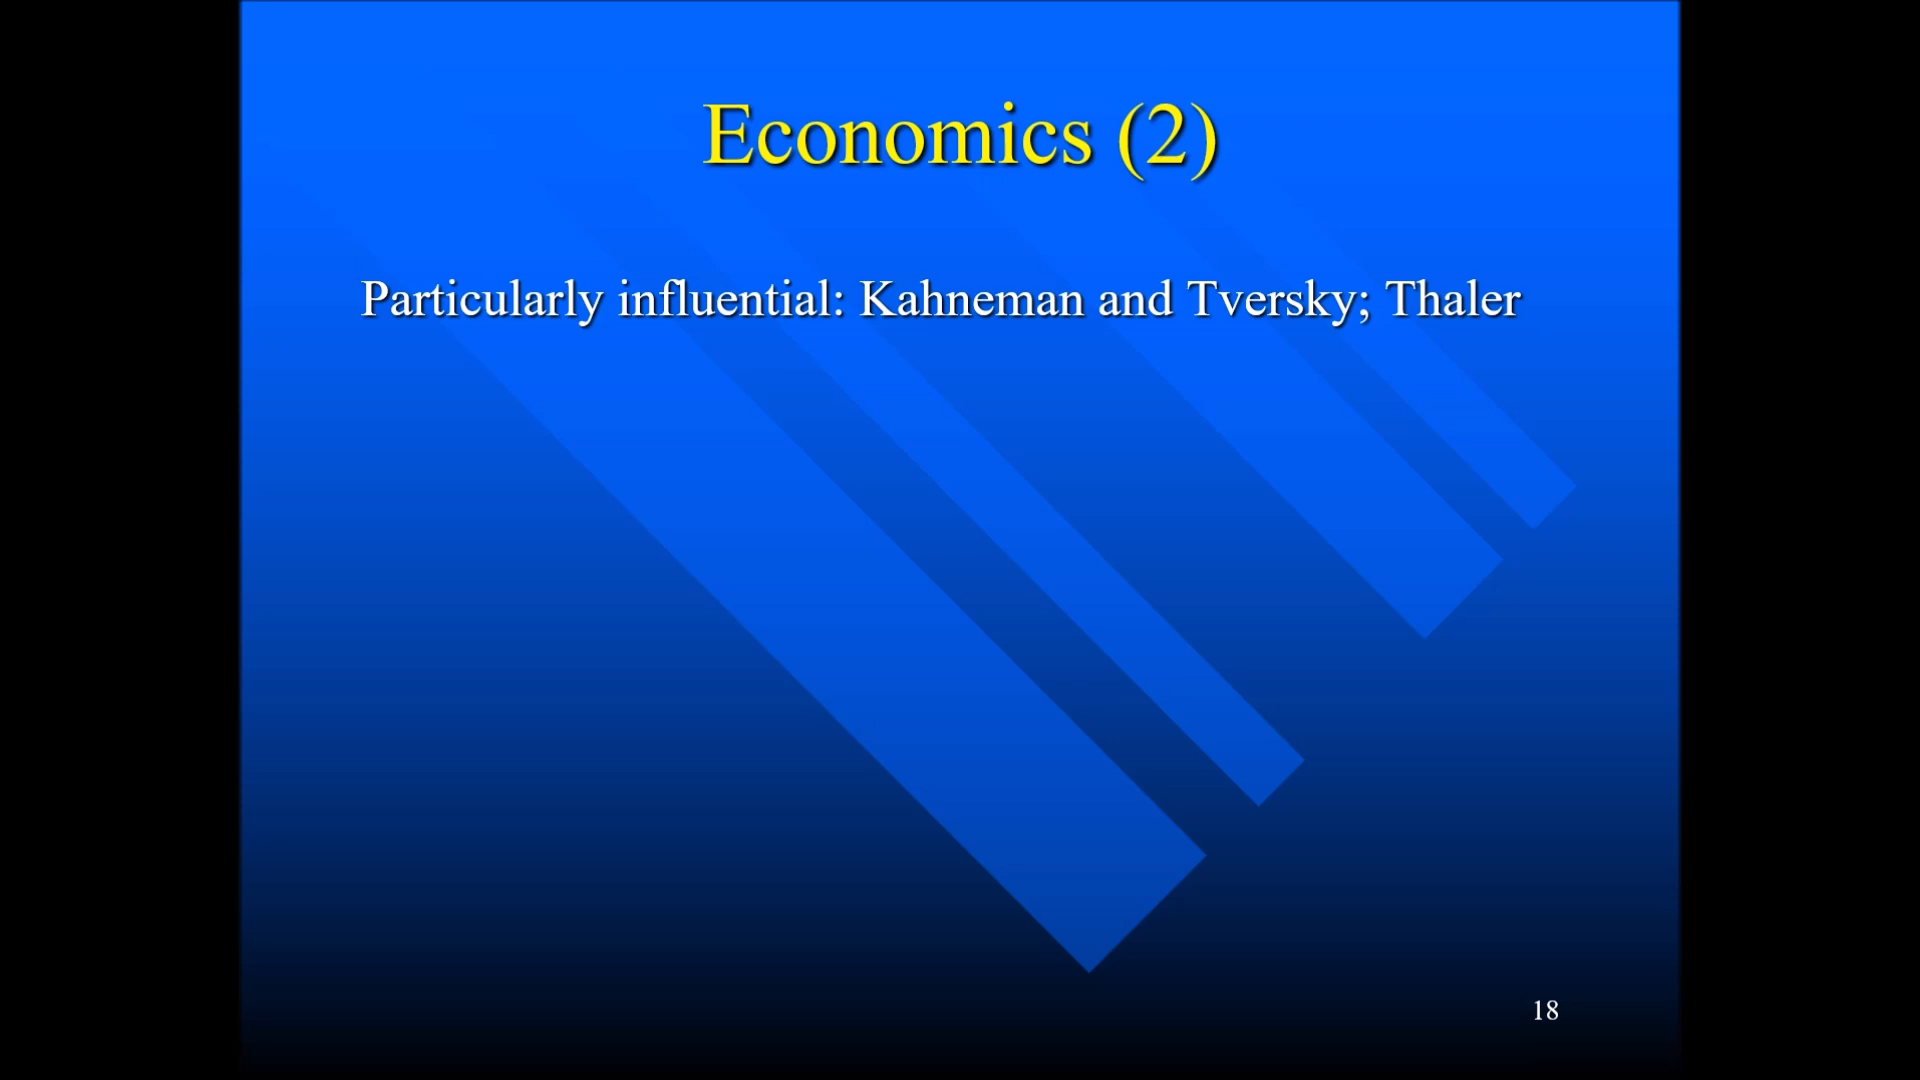 Economics (2)
Particularly influential: Kahneman and Tversky; Thaler
18